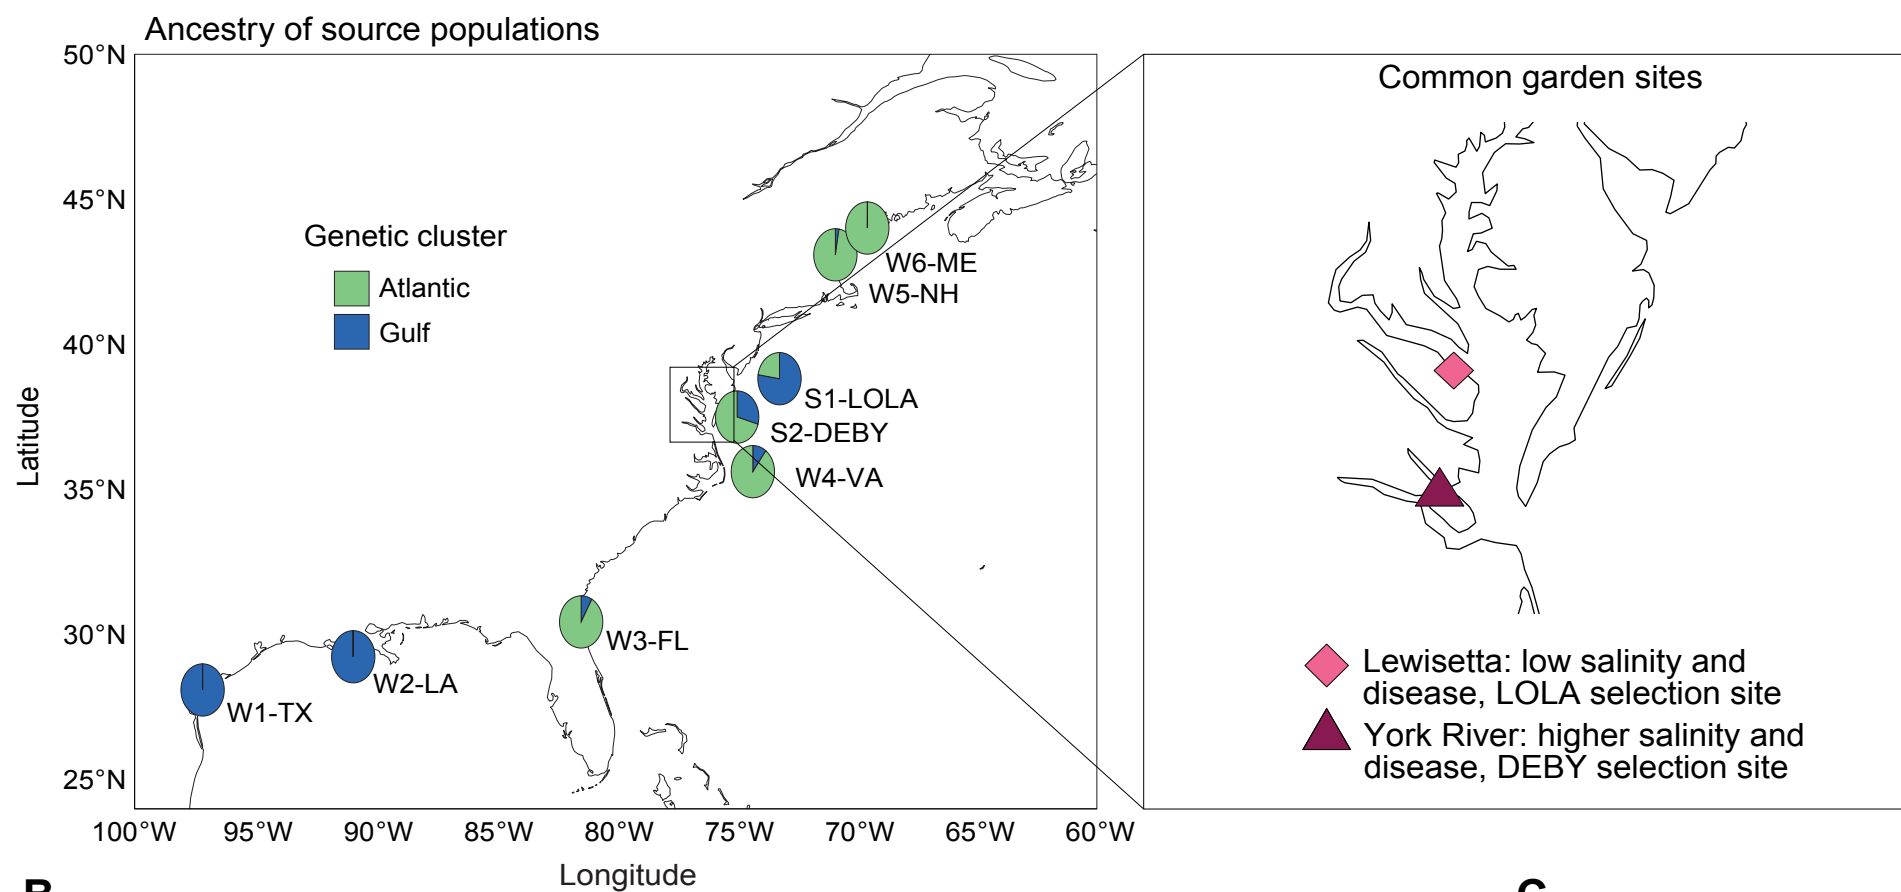 Ancestry of source populations
50°N
45°N
40°N
35°N
30°N
25°N
Latitude
100°W
95°W
90°W
85°W
80°W
75°W
70°W
65°W
60°W
Longitude
Genetic cluster
Atlantic
Gulf
W6-ME
W5-NH
S1-LOLA
S2-DEBY
W4-VA
W3-FL
W2-LA
W1-TX
Common garden sites
Lewisetta: low salinity and
disease, LOLA selection site
York River: higher salinity and
disease, DEBY selection site